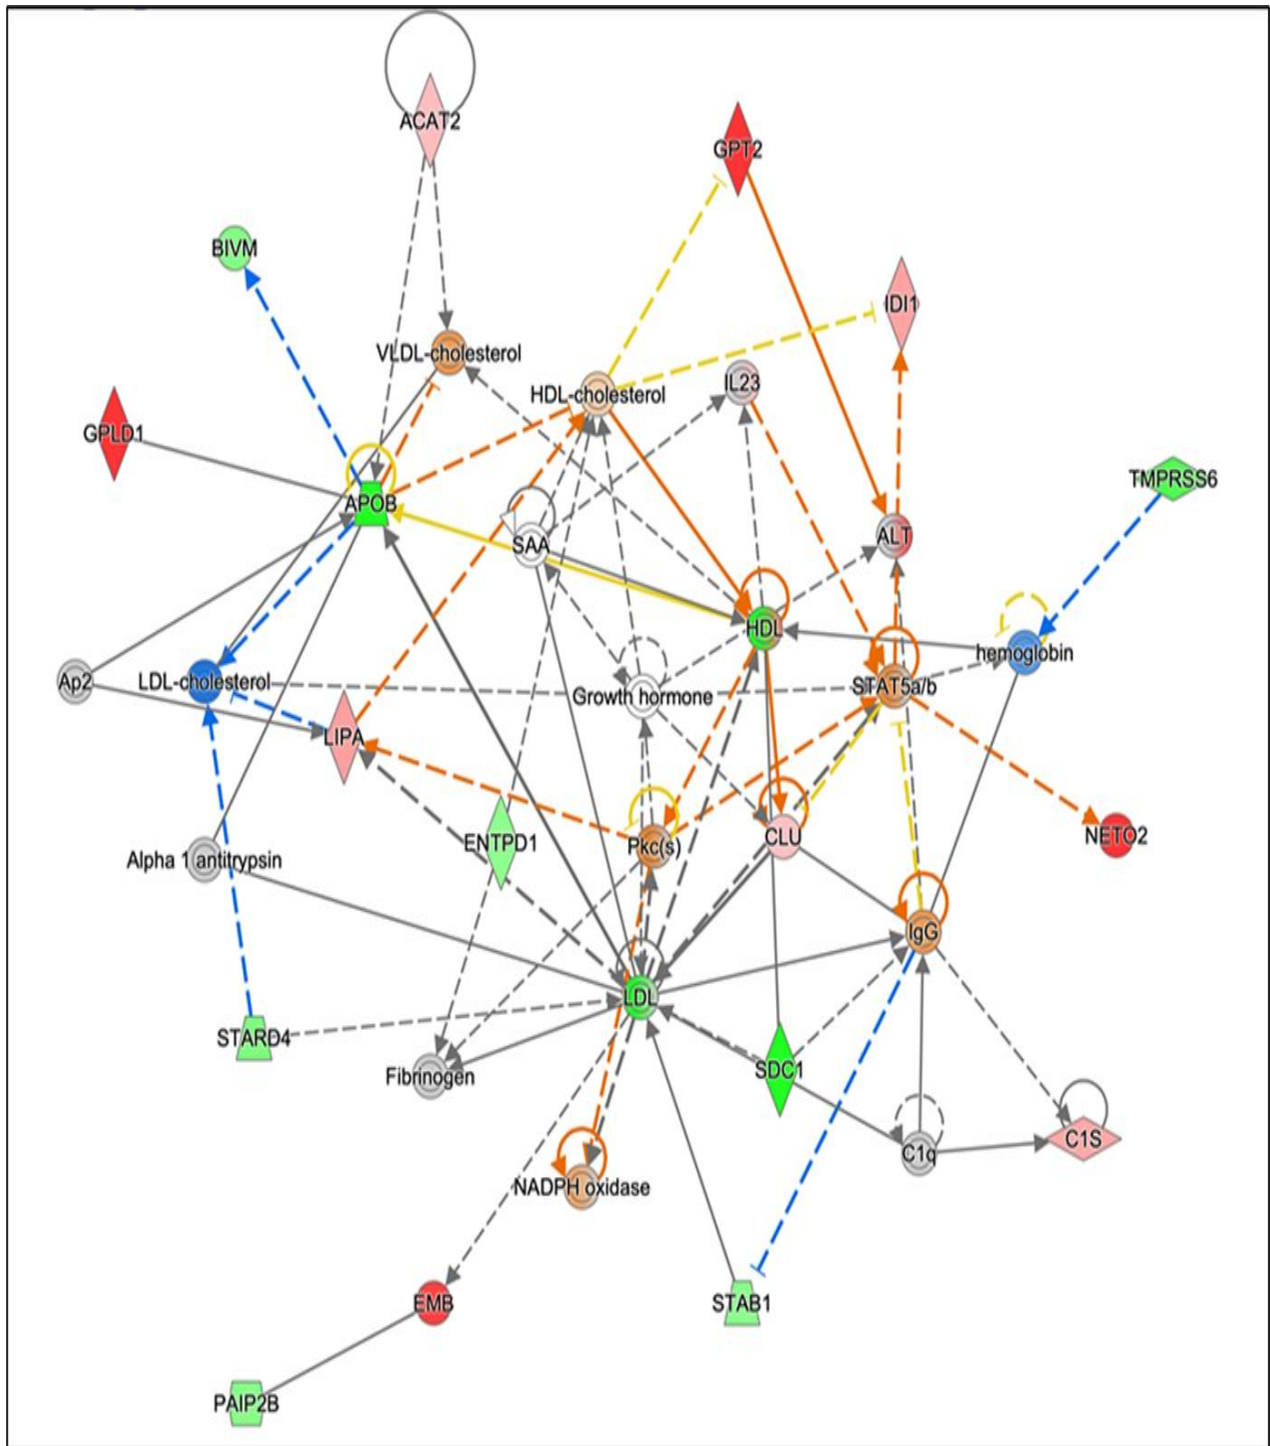 ACAT2
GPT2
BIVM
IDI1
VLDL-cholesterol
HDL-cholesterol
IL23
GPLD1
TMPRSS6
APOB
SAA
ALT
HDL
hemoglobin
Ap2
LDL-cholesterol
Growth hormone
STAT5a/b
LIPA
ENTPD1
Pkc(s)
CLU
NETO2
Alpha 1 antitrypsin
IgG
LDL
STARD4
Fibrinogen
SDC1
C1q
C1S
NADPH oxidase
EMB
STAB1
PAIP2B